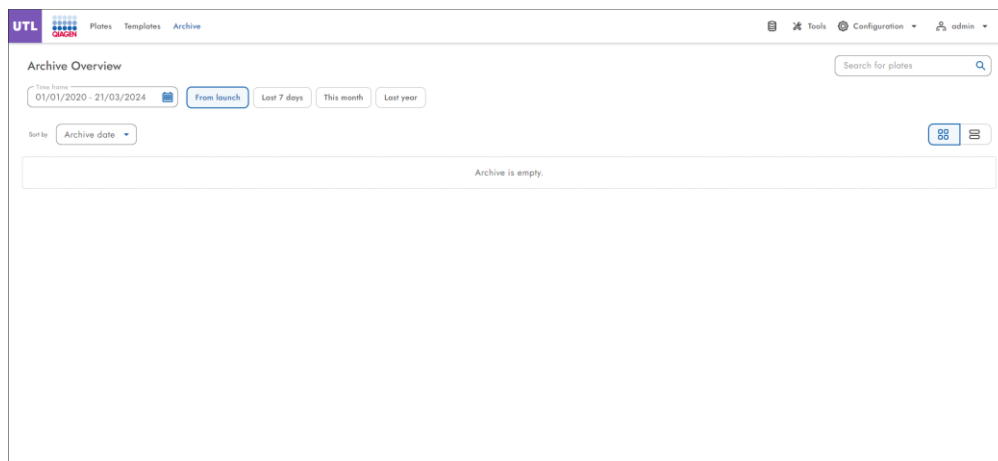 UTL QIAGEN Plates Templates Archive Tools Configuration admin
Archive Overview
Search for plates
Time frame
01/01/2020 - 21/03/2024 From launch Last 7 days This month Last year
Sort by Archive date
Archive is empty.